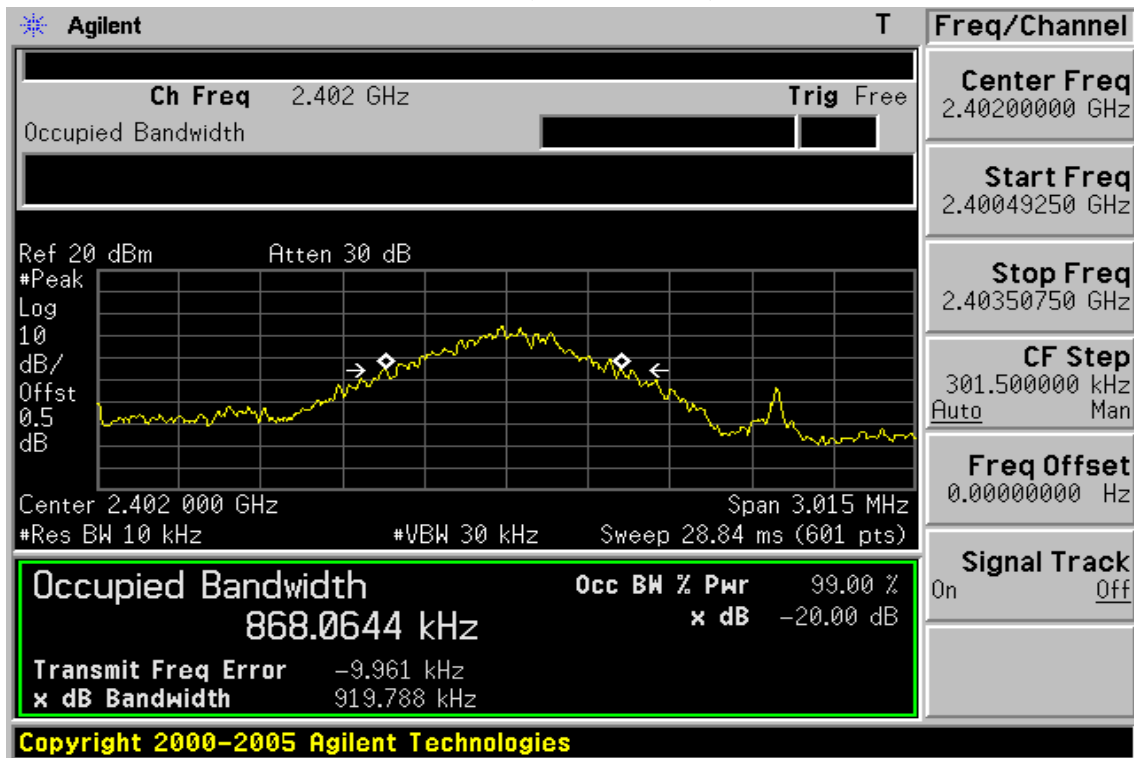 Agilent T
Ch Freq 2.402 GHz Trig Free
Occupied Bandwidth
Ref 20 dBm Atten 30 dB
#Peak
Log
10
dB/
Offst
0.5
dB
Center 2.402 000 GHz Span 3.015 MHz
#Res BW 10 kHz #VBW 30 kHz Sweep 28.84 ms (601 pts)
Occupied Bandwidth
868.0644 kHz
Occ BW % Pwr 99.00 %
x dB -20.00 dB
Transmit Freq Error -9.961 kHz
x dB Bandwidth 919.788 kHz
Copyright 2000-2005 Agilent Technologies
Freq/Channel
Center Freq
2.40200000 GHz
Start Freq
2.40049250 GHz
Stop Freq
2.40350750 GHz
CF Step
301.500000 kHz
Auto Man
Freq Offset
0.00000000 Hz
Signal Track
On Off